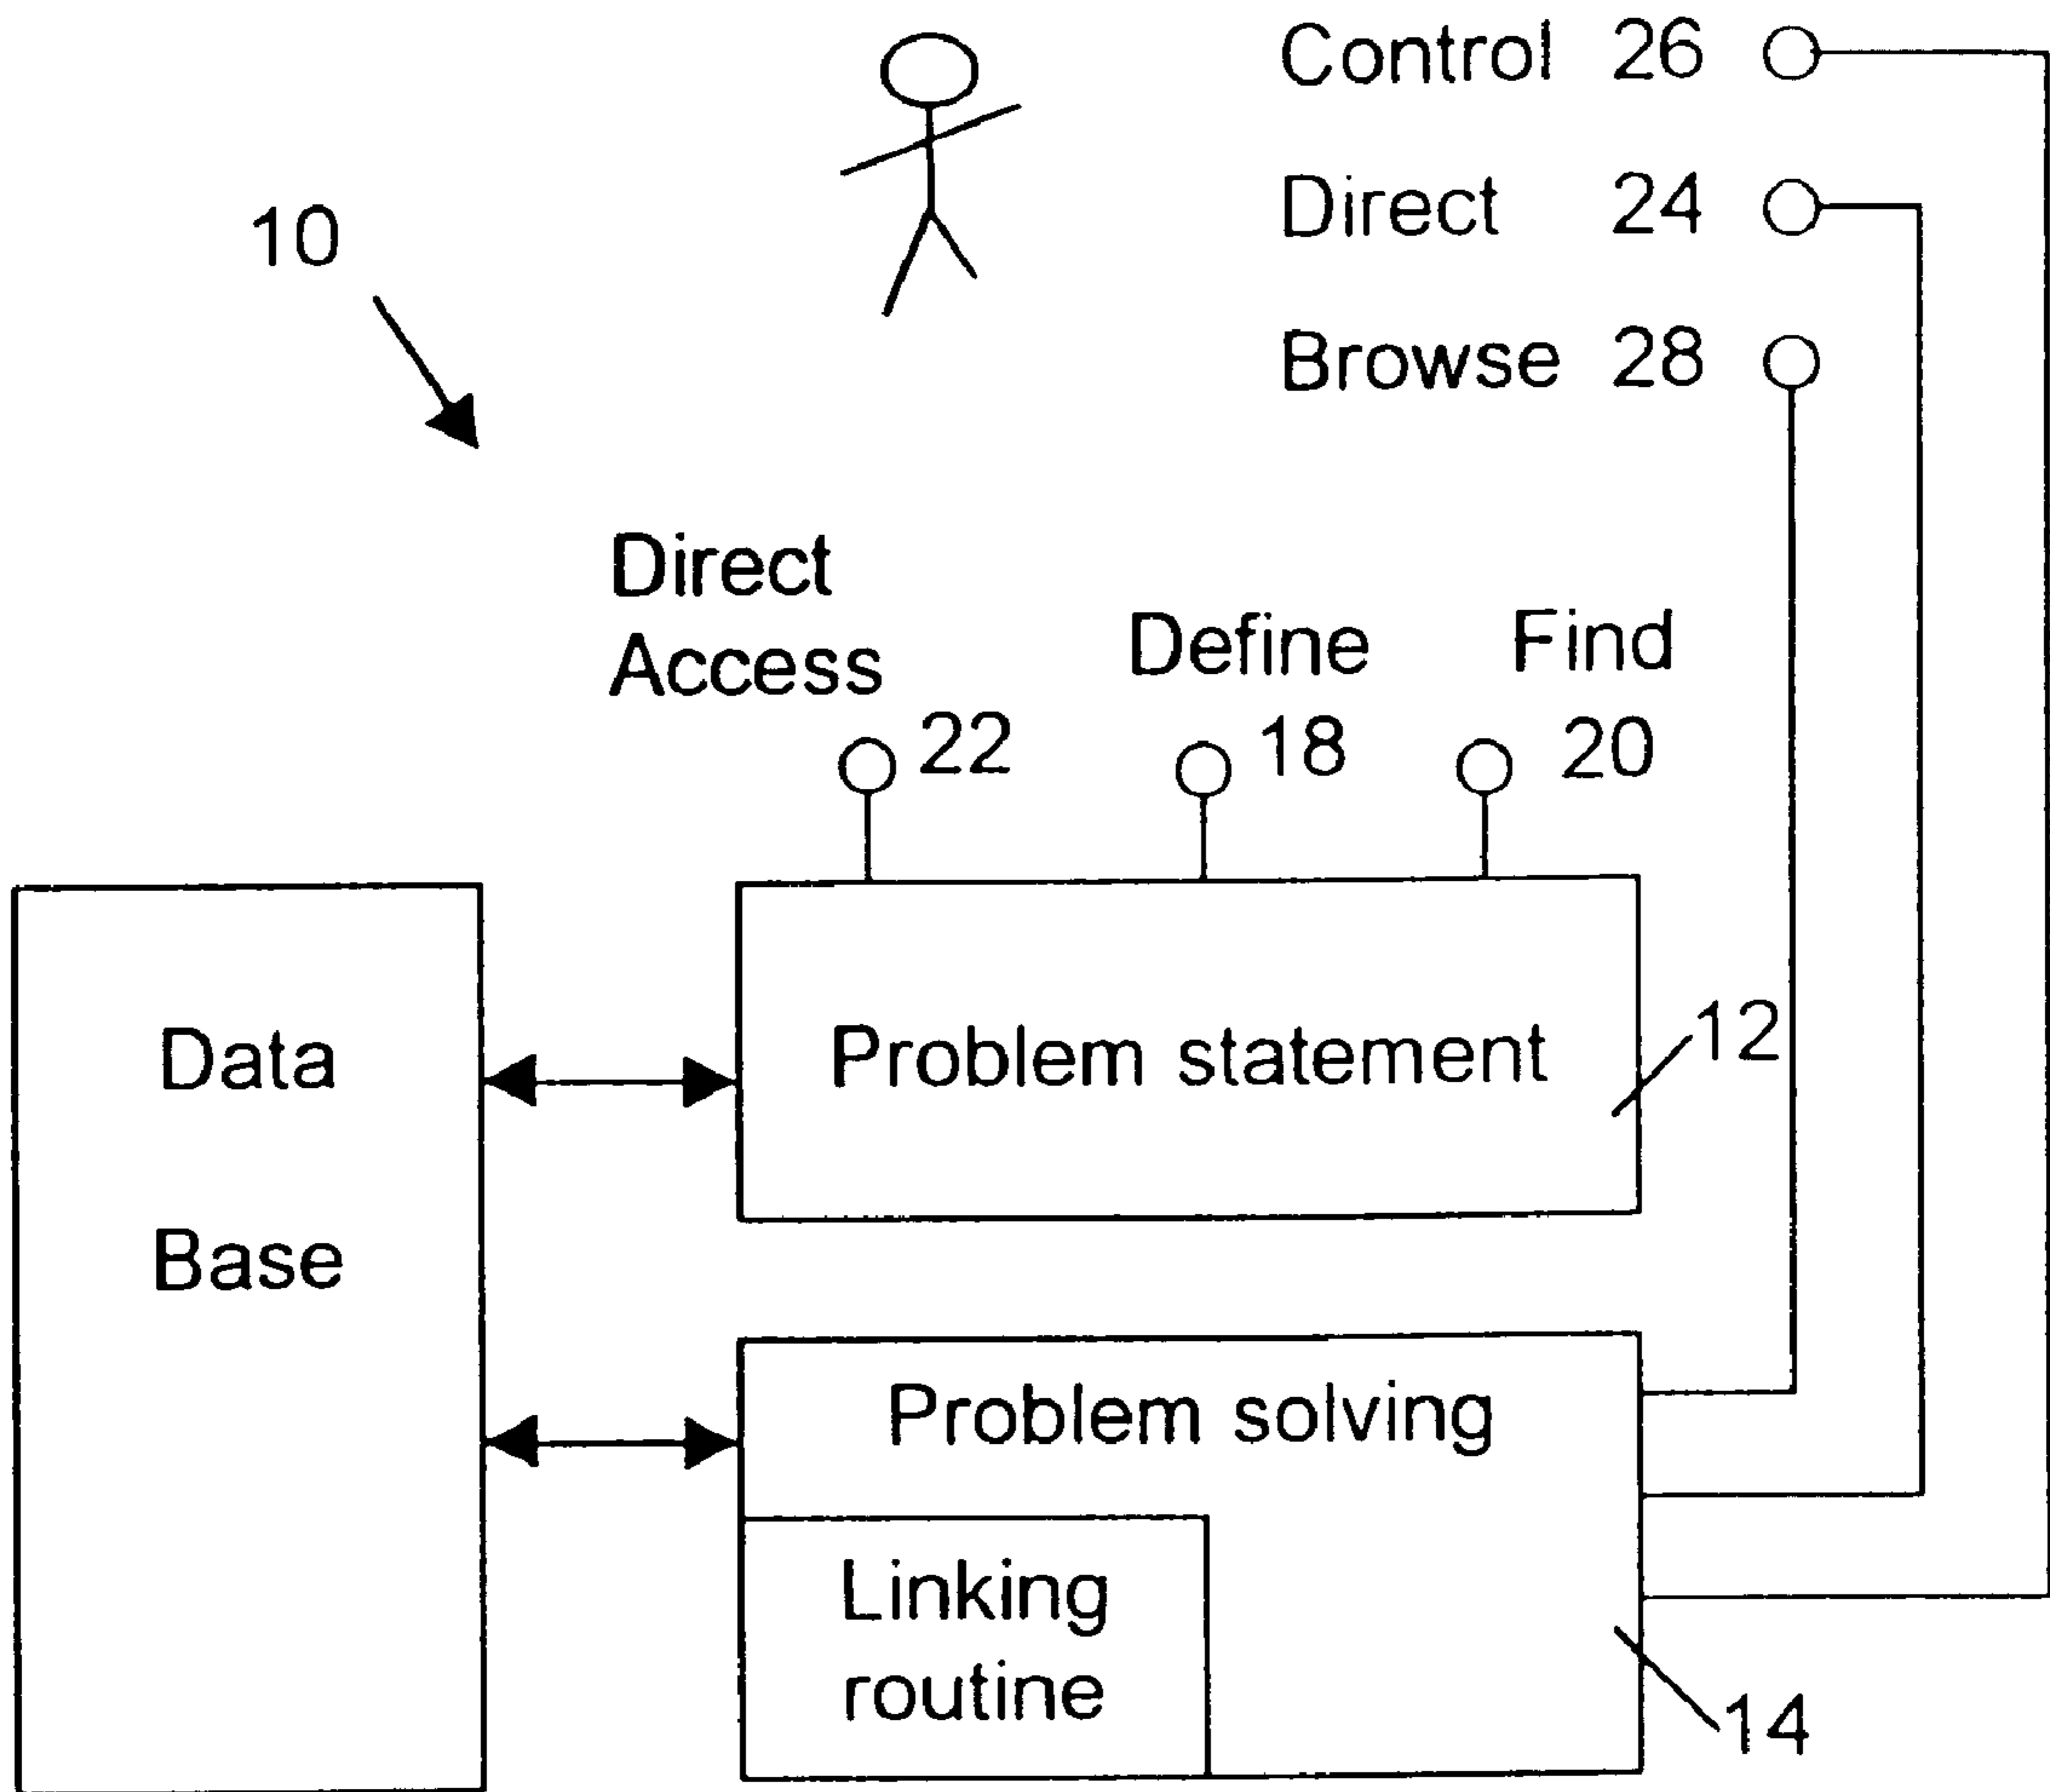 Control 26
Direct 24
10
Browse 28
Direct
Access
Define
Find
22
18
20
Data
Base
Problem statement
12
Problem solving
Linking
routine
14